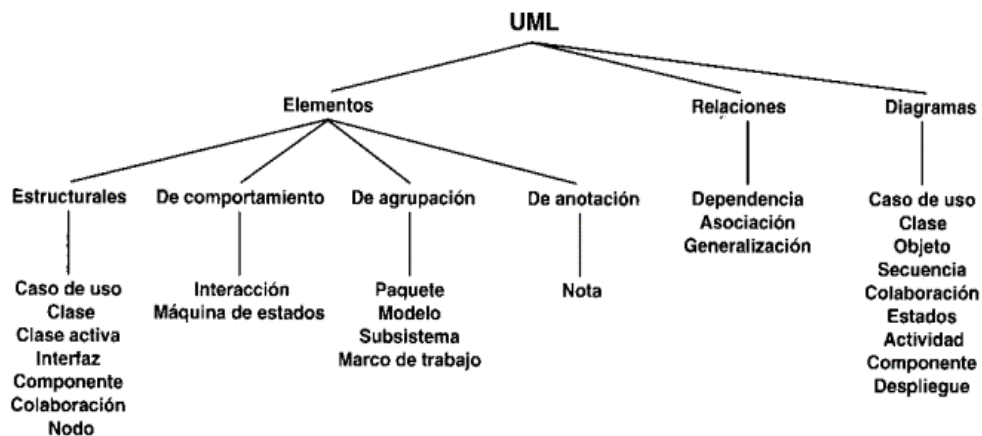 UML
Elementos
Relaciones
Diagramas
Estructurales
De comportamiento
De agrupación
De anotación
Dependencia
Asociación
Generalización
Caso de uso
Clase
Objeto
Secuencia
Colaboración
Estados
Actividad
Componente
Despliegue
Caso de uso
Clase
Clase activa
Interfaz
Componente
Colaboración
Nodo
Interacción
Máquina de estados
Paquete
Modelo
Subsistema
Marco de trabajo
Nota